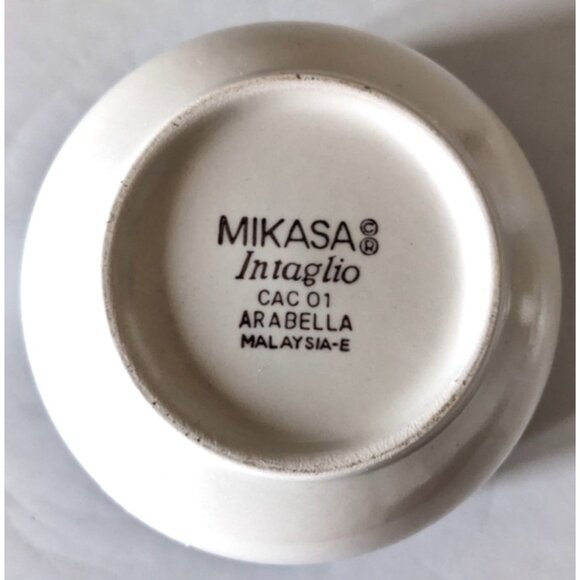 MIKASA ©®
Intaglio
CAC 01
ARABELLA
MALAYSIA-E